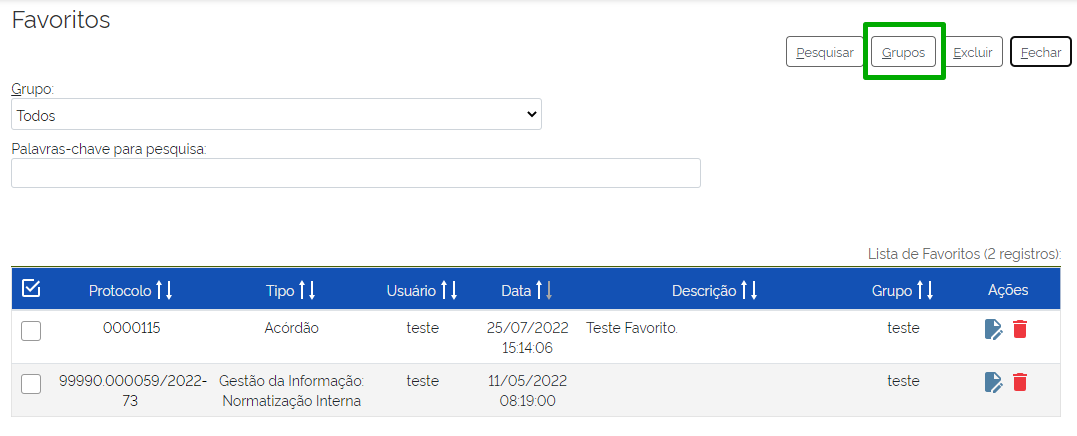 Favoritos
Pesquisar Grupos Excluir Fechar
Grupo:
Todos
Palavras-chave para pesquisa:
Lista de Favoritos (2 registros):
Protocolo Tipo Usuário Data Descrição Grupo Ações
0000115 Acórdão teste 25/07/2022 Teste Favorito. teste
15:14:06
99990.000059/2022- Gestão da Informação: teste 11/05/2022 teste
73 Normatização Interna 08:19:00